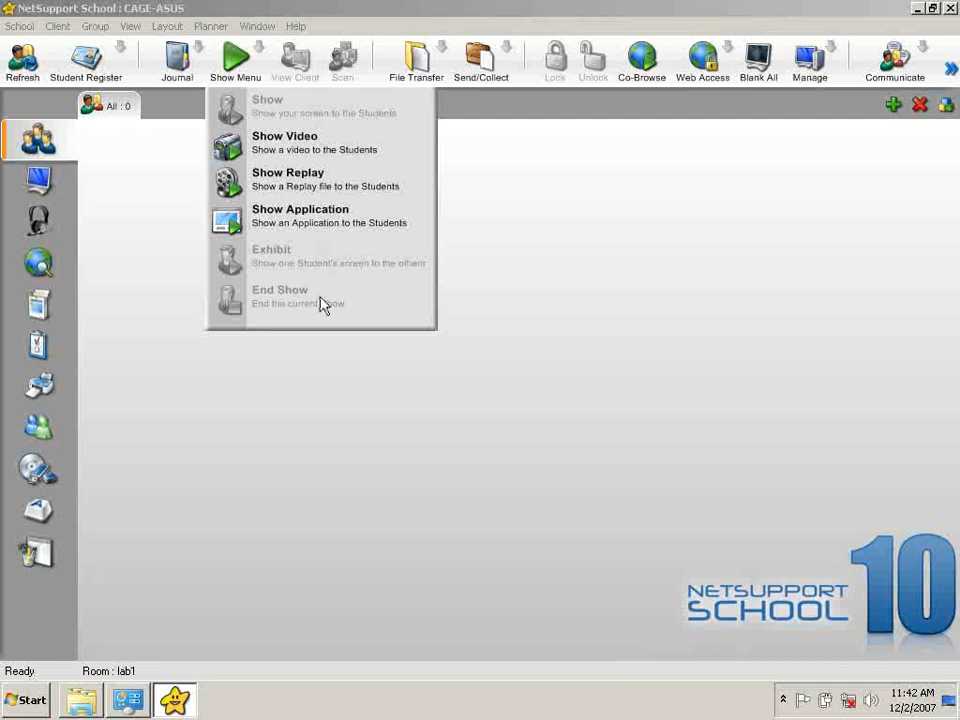 NetSupport School : CAGE-ASUS
School Client Group View Layout Planner Window Help
Refresh Student Register Journal Show Menu View Client Scan File Transfer Send/Collect Lock Unlock Co-Browse Web Access Blank All Manage Communicate
All : 0
Show
Show your screen to the Students
Show Video
Show a video to the Students
Show Replay
Show a Replay file to the Students
Show Application
Show an Application to the Students
Exhibit
Show one Student's screen to the others
End Show
End the current show
NETSUPPORT
SCHOOL
10
Ready Room : lab1
Start
11:42 AM
12/2/2007